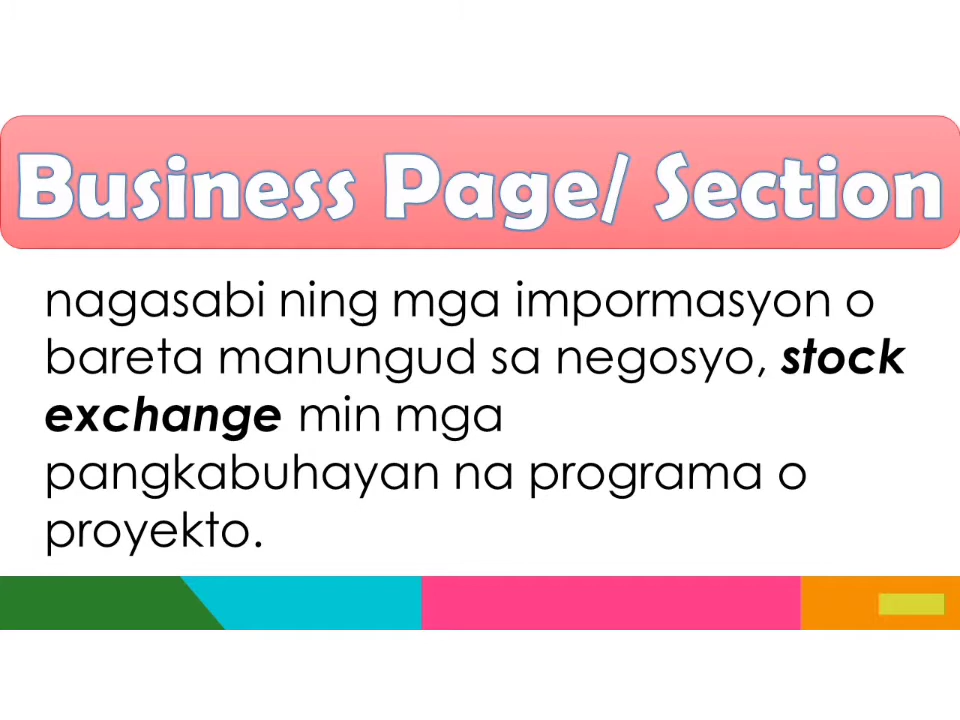 Business Page/ Section
nagasabi ning mga impormasyon o
bareta manungud sa negosyo, stock
exchange min mga
pangkabuhayan na programa o
proyekto.